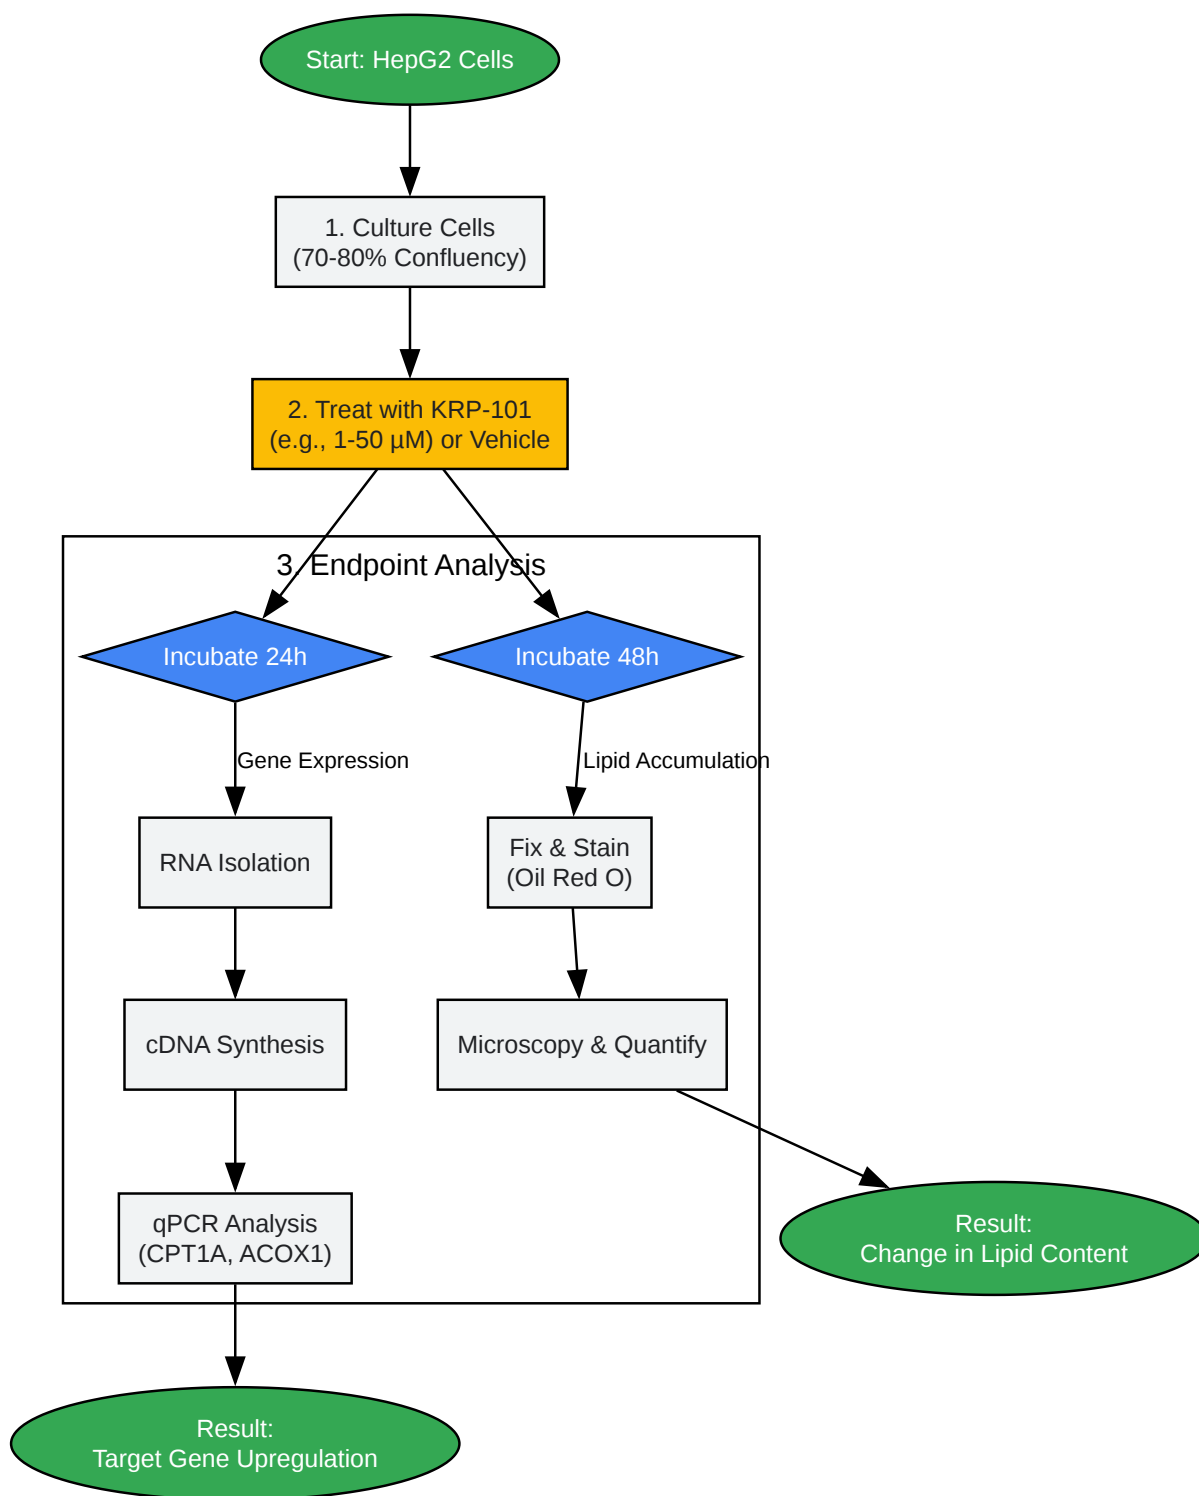 Start: HepG2 Cells
1. Culture Cells
(70-80% Confluency)
2. Treat with KRP-101
(e.g., 1-50 µM) or Vehicle
3. Endpoint Analysis
Incubate 24h
Incubate 48h
Gene Expression
Lipid Accumulation
RNA Isolation
Fix & Stain
(Oil Red O)
cDNA Synthesis
Microscopy & Quantify
qPCR Analysis
(CPT1A, ACOX1)
Result:
Change in Lipid Content
Result:
Target Gene Upregulation